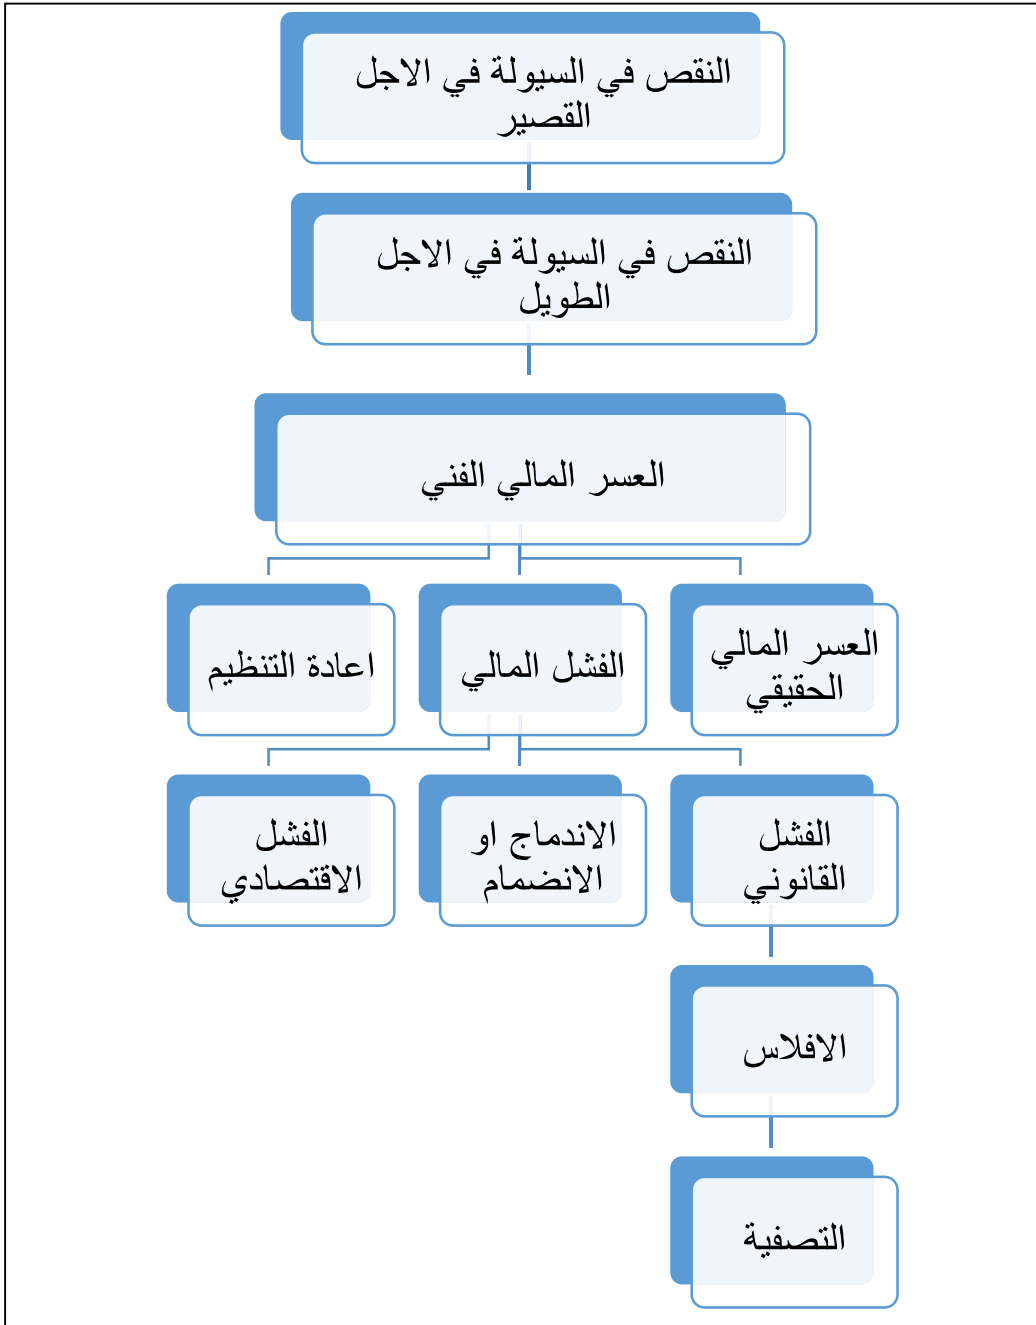 النقص في السيولة في الاجل
القصير
النقص في السيولة في الاجل
الطويل
العسر المالي الفني
العسر المالي
الحقيقي
الفشل المالي
اعادة التنظيم
الفشل
القانوني
الاندماج او
الانضمام
الفشل
الاقتصادي
الافلاس
التصفية